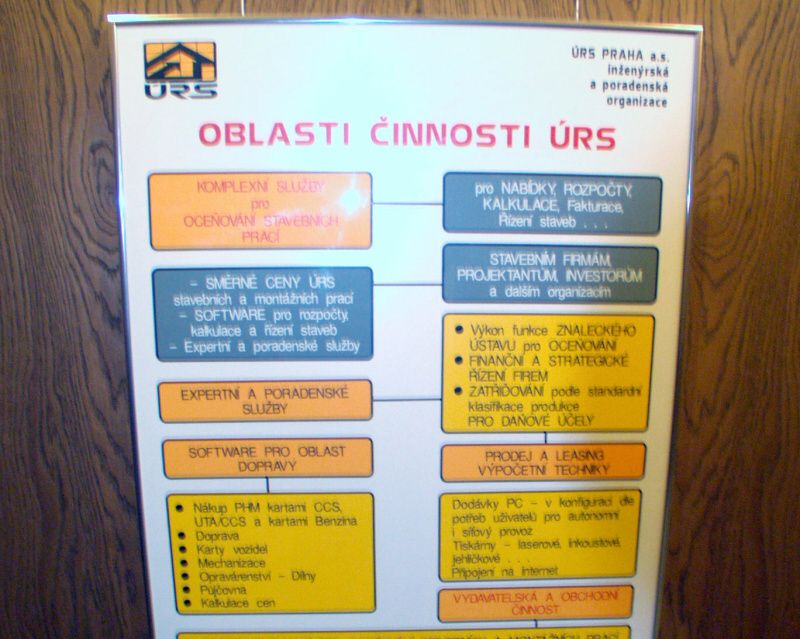 ÚRS
ÚRS PRAHA a.s.
inženýrská
a poradenská
organizace
OBLASTI ČINNOSTI ÚRS
KOMPLEXNÍ SLUŽBY
pro
OCEŇOVÁNÍ STAVEBNÍCH
PRACÍ
pro NABÍDKY, ROZPOČTY,
KALKULACE, Fakturace,
Řízení staveb . . .
– SMĚRNÉ CENY ÚRS
stavebních a montážních prací
– SOFTWARE pro rozpočty,
kalkulace a řízení staveb
– Expertní a poradenské služby
STAVEBNÍM FIRMÁM,
PROJEKTANTŮM, INVESTORŮM
a dalším organizacím
EXPERTNÍ A PORADENSKÉ
SLUŽBY
● Výkon funkce ZNALECKÉHO
ÚSTAVU pro OCEŇOVÁNÍ
● FINANČNÍ A STRATEGICKÉ
ŘÍZENÍ FIREM
● ZATŘIĎOVÁNÍ podle standardní
klasifikace produkce
PRO DAŇOVÉ ÚČELY
SOFTWARE PRO OBLAST
DOPRAVY
● Nákup PHM kartami CCS,
UTA/CCS a kartami Benzina
● Doprava
● Karty vozidel
● Mechanizace
● Opravárenství – Dílny
● Půjčovna
● Kalkulace cen
PRODEJ A LEASING
VÝPOČETNÍ TECHNIKY
Dodávky PC – v konfiguraci dle
potřeb uživatelů pro autonomní
i síťový provoz
Tiskárny – laserové, inkoustové,
jehličkové . . .
Připojení na Internet
VYDAVATELSKÁ A OBCHODNÍ
ČINNOST
A MONTÁŽNÍCH PRACÍ